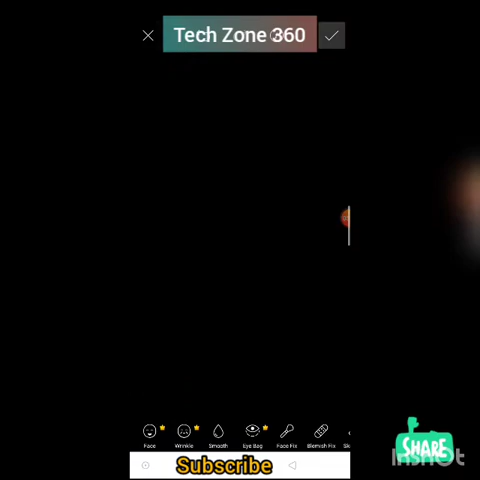 Tech Zone 360
Face Wrinkle Smooth Eye Bag Face Fix Blemish Fix
Subscribe
SHARE
InShot